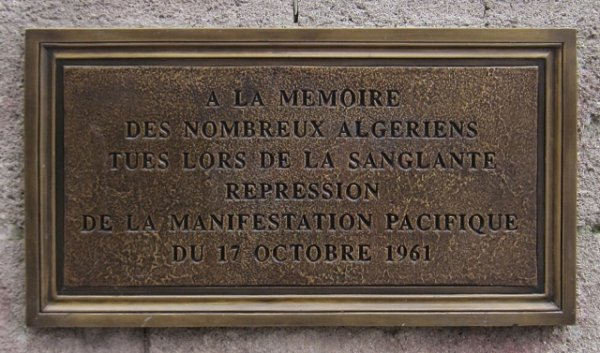 A LA MEMOIRE
DES NOMBREUX ALGERIENS
TUES LORS DE LA SANGLANTE
REPRESSION
DE LA MANIFESTATION PACIFIQUE
DU 17 OCTOBRE 1961